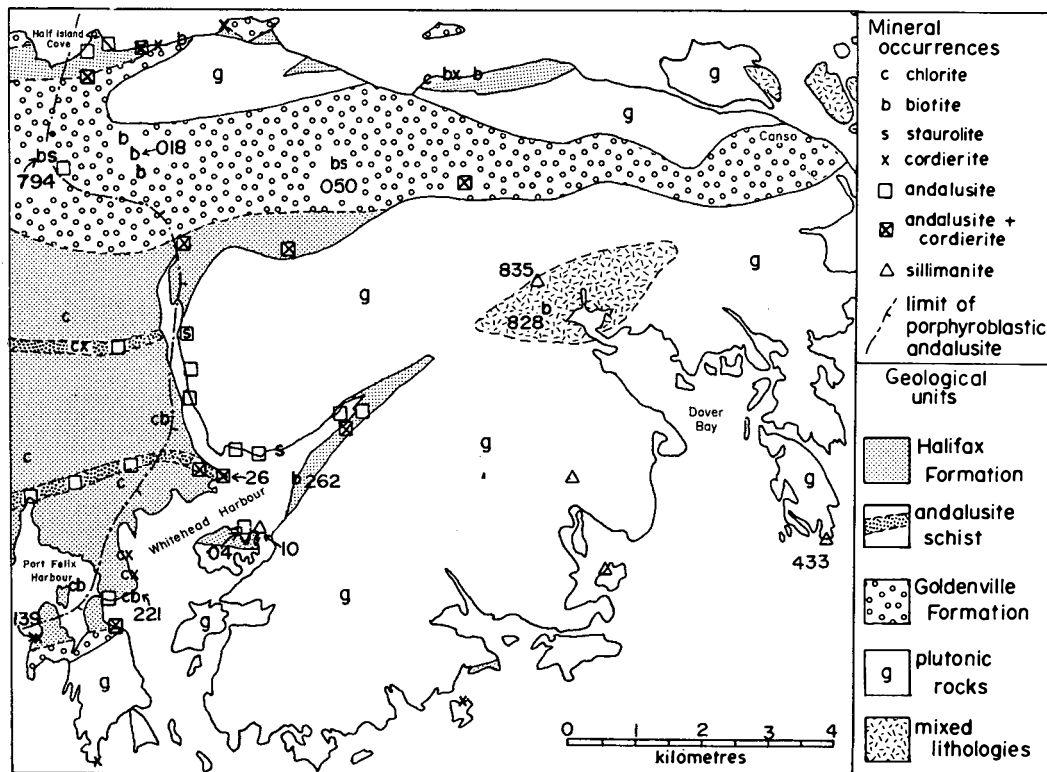 Half Island
Cove
b
g
c bx b
g
g
Canso
b
b ←018
b
bs
794
bs
050
835
g
g
b
828
c
s
cx
cb
Dover
Bay
c
c
s
g
←26
b 262
Whitehead Harbour
g
04
10
433
cx
cx
Port Felix
Harbour
cb
cb
221
139
g
g
g
0 1 2 3 4
kilometres
Mineral
occurrences
c chlorite
b biotite
s staurolite
x cordierite
andalusite
andalusite +
cordierite
sillimanite
limit of
porphyroblastic
andalusite
Geological
units
Halifax
Formation
andalusite
schist
Goldenville
Formation
g plutonic
rocks
mixed
lithologies